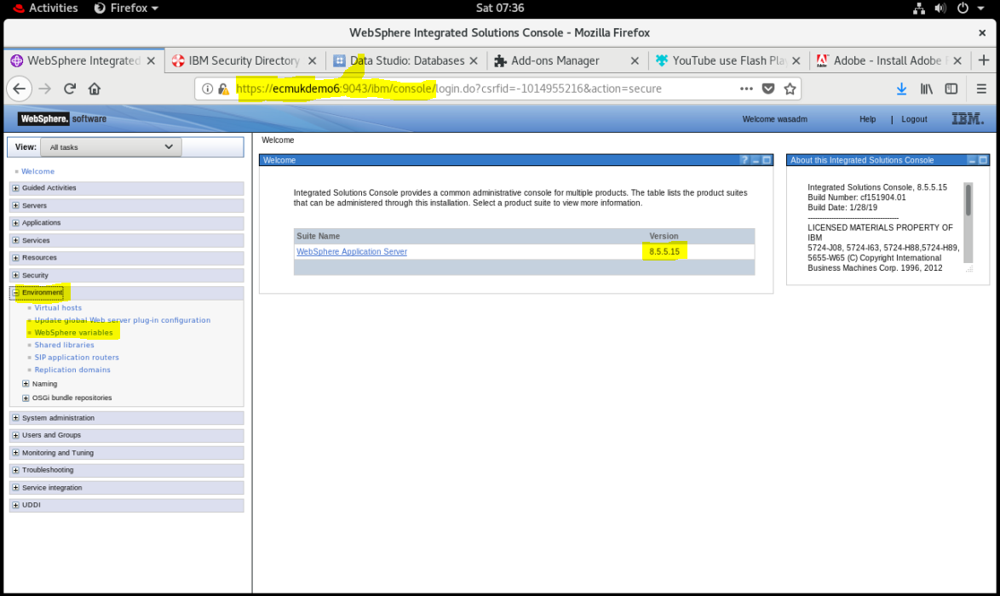 Activities Firefox Sat 07:36
WebSphere Integrated Solutions Console - Mozilla Firefox
WebSphere Integrated IBM Security Directory Data Studio: Databases Add-ons Manager YouTube use Flash Pla Adobe - Install Adobe F
https://ecmukdemo6:9043/ibm/console/login.do?csrfid=-1014955216&action=secure
WebSphere. software Welcome wasadm Help | Logout IBM.
View: All tasks
Welcome
Guided Activities
Servers
Applications
Services
Resources
Security
Environment
Virtual hosts
Update global Web server plug-in configuration
WebSphere variables
Shared libraries
SIP application routers
Replication domains
Naming
OSGi bundle repositories
System administration
Users and Groups
Monitoring and Tuning
Troubleshooting
Service integration
UDDI
Welcome
Welcome
Integrated Solutions Console provides a common administrative console for multiple products. The table lists the product suites
that can be administered through this installation. Select a product suite to view more information.
Suite Name Version
WebSphere Application Server 8.5.5.15
About this Integrated Solutions Console
Integrated Solutions Console, 8.5.5.15
Build Number: cf151904.01
Build Date: 1/28/19
----------------------------------------
LICENSED MATERIALS PROPERTY OF
IBM
5724-J08, 5724-I63, 5724-H88,5724-H89,
5655-W65 (C) Copyright International
Business Machines Corp. 1996, 2012